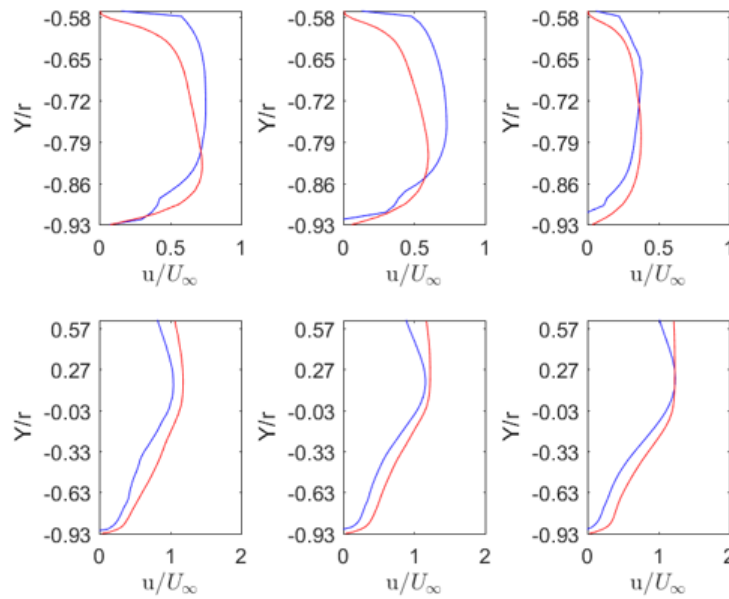 -0.58
-0.65
-0.72
-0.79
-0.86
-0.93
Y/r
0 0.5 1
u/U∞
-0.58
-0.65
-0.72
-0.79
-0.86
-0.93
Y/r
0 0.5 1
u/U∞
-0.58
-0.65
-0.72
-0.79
-0.86
-0.93
Y/r
0 0.5 1
u/U∞
0.57
0.27
-0.03
-0.33
-0.63
-0.93
Y/r
0 1 2
u/U∞
0.57
0.27
-0.03
-0.33
-0.63
-0.93
Y/r
0 1 2
u/U∞
0.57
0.27
-0.03
-0.33
-0.63
-0.93
Y/r
0 1 2
u/U∞